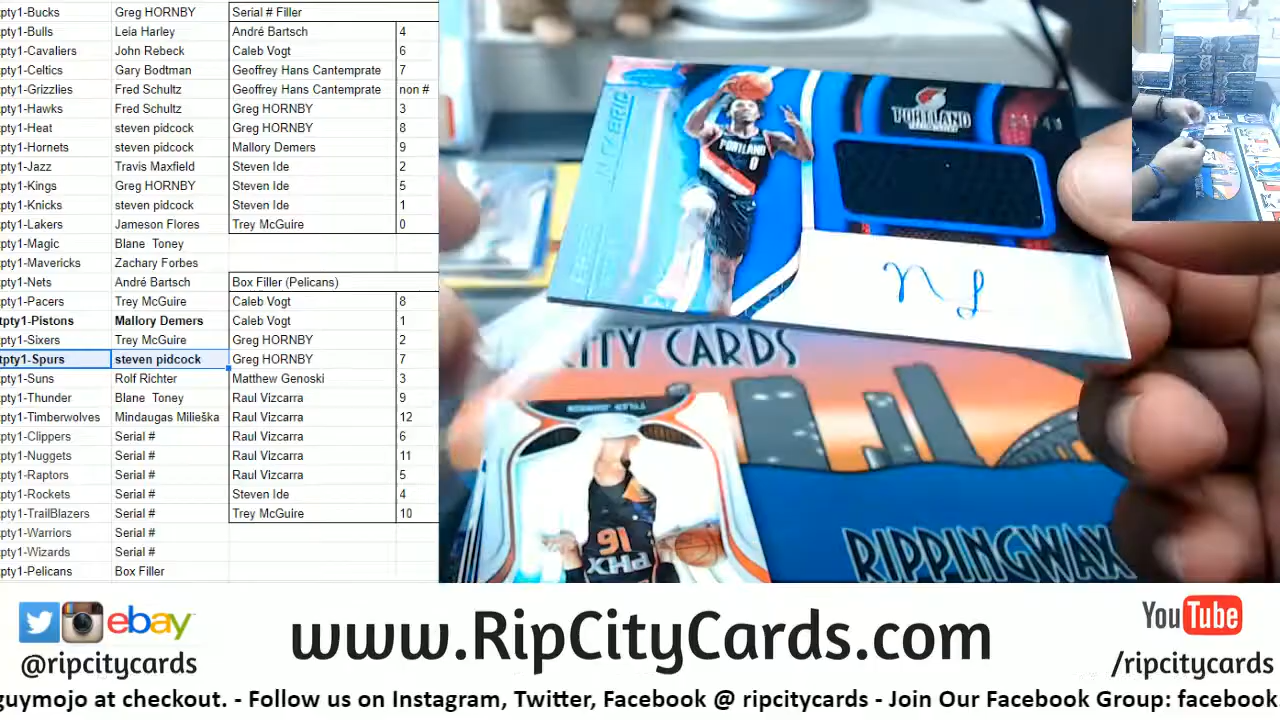 pty1-Bucks Greg HORNBY Serial # Filler
pty1-Bulls Leia Harley André Bartsch 4
pty1-Cavaliers John Rebeck Caleb Vogt 6
pty1-Celtics Gary Bodtman Geoffrey Hans Cantemprate 7
pty1-Grizzlies Fred Schultz Geoffrey Hans Cantemprate non #
pty1-Hawks Fred Schultz Greg HORNBY 3
pty1-Heat steven pidcock Greg HORNBY 8
pty1-Hornets steven pidcock Mallory Demers 9
pty1-Jazz Travis Maxfield Steven Ide 2
pty1-Kings Greg HORNBY Steven Ide 5
pty1-Knicks steven pidcock Steven Ide 1
pty1-Lakers Jameson Flores Trey McGuire 0
pty1-Magic Blane Toney
pty1-Mavericks Zachary Forbes
pty1-Nets André Bartsch Box Filler (Pelicans)
pty1-Pacers Trey McGuire Caleb Vogt 8
tpty1-Pistons Mallory Demers Caleb Vogt 1
pty1-Sixers Trey McGuire Greg HORNBY 2
tpty1-Spurs steven pidcock Greg HORNBY 7
pty1-Suns Rolf Richter Matthew Genoski 3
pty1-Thunder Blane Toney Raul Vizcarra 9
pty1-Timberwolves Mindaugas Milieška Raul Vizcarra 12
pty1-Clippers Serial # Raul Vizcarra 6
pty1-Nuggets Serial # Raul Vizcarra 11
pty1-Raptors Serial # Raul Vizcarra 5
pty1-Rockets Serial # Steven Ide 4
pty1-TrailBlazers Serial # Trey McGuire 10
pty1-Warriors Serial #
pty1-Wizards Serial #
pty1-Pelicans Box Filler
PORTLAND
PORTLAND
0
CITY CARDS
TYLER JOHNSON
16
PHX
RIPPINGWAX
ebay
@ripcitycards
www.RipCityCards.com
YouTube
/ripcitycards
guymojo at checkout. - Follow us on Instagram, Twitter, Facebook @ ripcitycards - Join Our Facebook Group: facebook